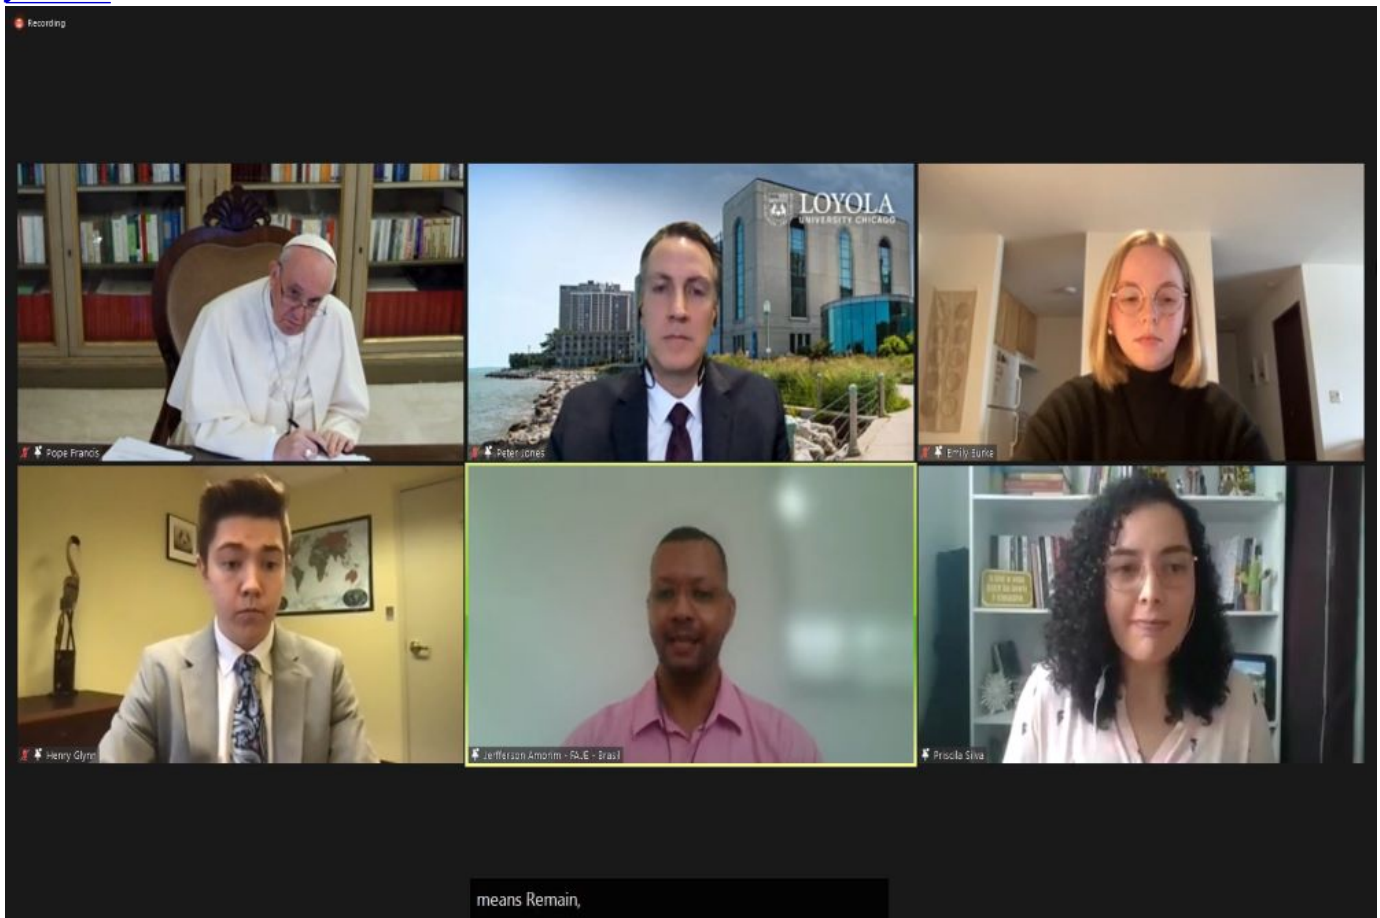 Recording
LOYOLA
UNIVERSITY CHICAGO
Pope Francis
Peter Jones
Emily Burke
Henry Glynn
Jefferson Amorim - FAJE - Brasil
Priscila Silva
means Remain,